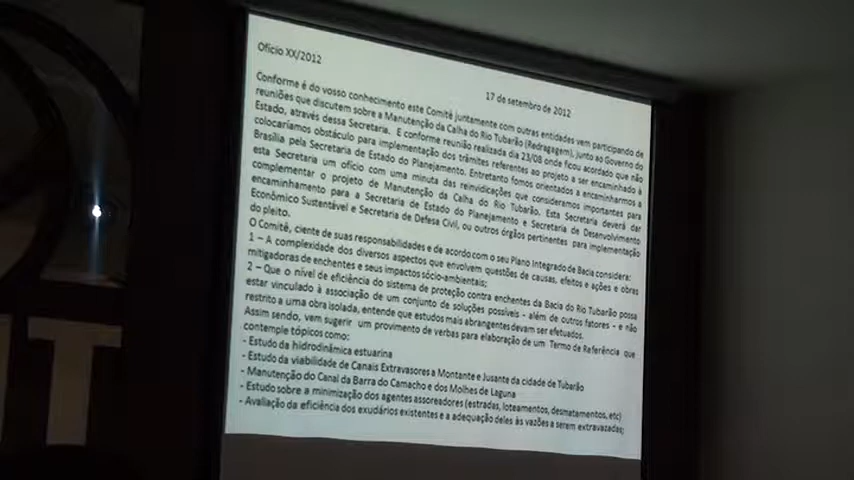 Ofício XX/2012
17 de setembro de 2012
Conforme é do vosso conhecimento este Comitê juntamente com outras entidades vem participando de
reuniões que discutem sobre a Manutenção da Calha do Rio Tubarão (Redragagem), junto ao Governo do
Estado, através dessa Secretaria. E conforme reunião realizada dia 23/08 onde ficou acordado que não
colocaríamos obstáculo para implementação dos trâmites referentes ao projeto a ser encaminhado à
Brasília pela Secretaria de Estado do Planejamento. Entretanto fomos orientados a encaminharmos a
esta Secretaria um ofício com uma minuta das reinvidicações que consideramos importantes para
complementar o projeto de Manutenção da Calha do Rio Tubarão. Esta Secretaria deverá dar
encaminhamento para a Secretaria de Estado do Planejamento e Secretaria de Desenvolvimento
Econômico Sustentável e Secretaria de Defesa Civil, ou outros órgãos pertinentes para implementação
do pleito.
O Comitê, ciente de suas responsabilidades e de acordo com o seu Plano Integrado de Bacia considera:
1 – A complexidade dos diversos aspectos que envolvem questões de causas, efeitos e ações e obras
mitigadoras de enchentes e seus impactos sócio-ambientais;
2 – Que o nível de eficiência do sistema de proteção contra enchentes da Bacia do Rio Tubarão possa
estar vinculado à associação de um conjunto de soluções possíveis - além de outros fatores - e não
restrito a uma obra isolada, entende que estudos mais abrangentes devam ser efetuados.
Assim sendo, vem sugerir um provimento de verbas para elaboração de um Termo de Referência que
contemple tópicos como:
- Estudo da hidrodinâmica estuarina
- Estudo da viabilidade de Canais Extravasores a Montante e Jusante da cidade de Tubarão
- Manutenção do Canal da Barra do Camacho e dos Molhes de Laguna
- Estudo sobre a minimização dos agentes assoreadores (estradas, loteamentos, desmatamentos, etc)
- Avaliação da eficiência dos exudários existentes e a adequação deles às vazões a serem extravazadas;